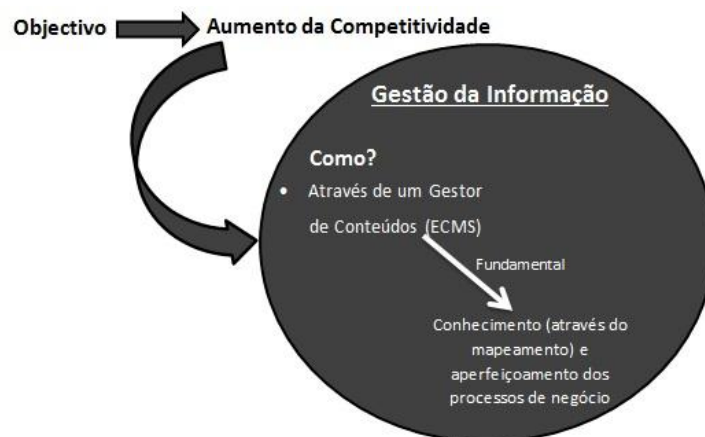 Objectivo Aumento da Competitividade
Gestão da Informação
Como?
• Através de um Gestor
de Conteúdos (ECMS)
Fundamental
Conhecimento (através do
mapeamento) e
aperfeiçoamento dos
processos de negócio